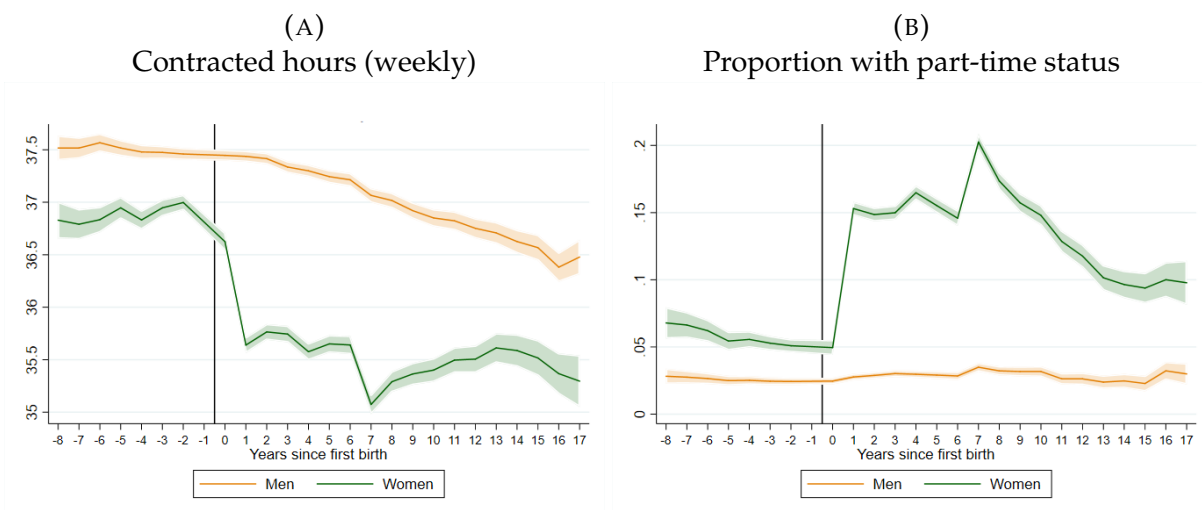 (A)
Contracted hours (weekly)
37.5
37
36.5
36
35.5
35
-8 -7 -6 -5 -4 -3 -2 -1 0 1 2 3 4 5 6 7 8 9 10 11 12 13 14 15 16 17
Years since first birth
Men Women
(B)
Proportion with part-time status
.2
.15
.1
.05
0
-8 -7 -6 -5 -4 -3 -2 -1 0 1 2 3 4 5 6 7 8 9 10 11 12 13 14 15 16 17
Years since first birth
Men Women